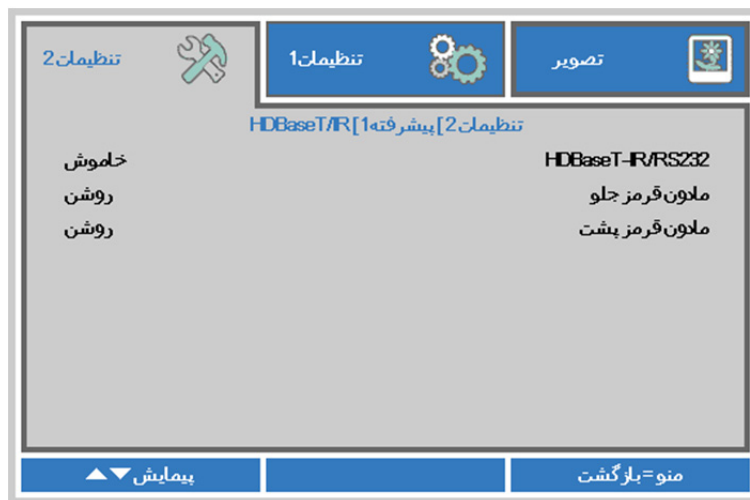 تصویر
تنظیمات1
تنظیمات2
تنظیمات2]پیشرفته1[HDBaseT/IR
HDBaseT-IR/RS232 خاموش
مادون قرمز جلو روشن
مادون قرمز پشت روشن
منو=بازگشت
پیمایش▼▲